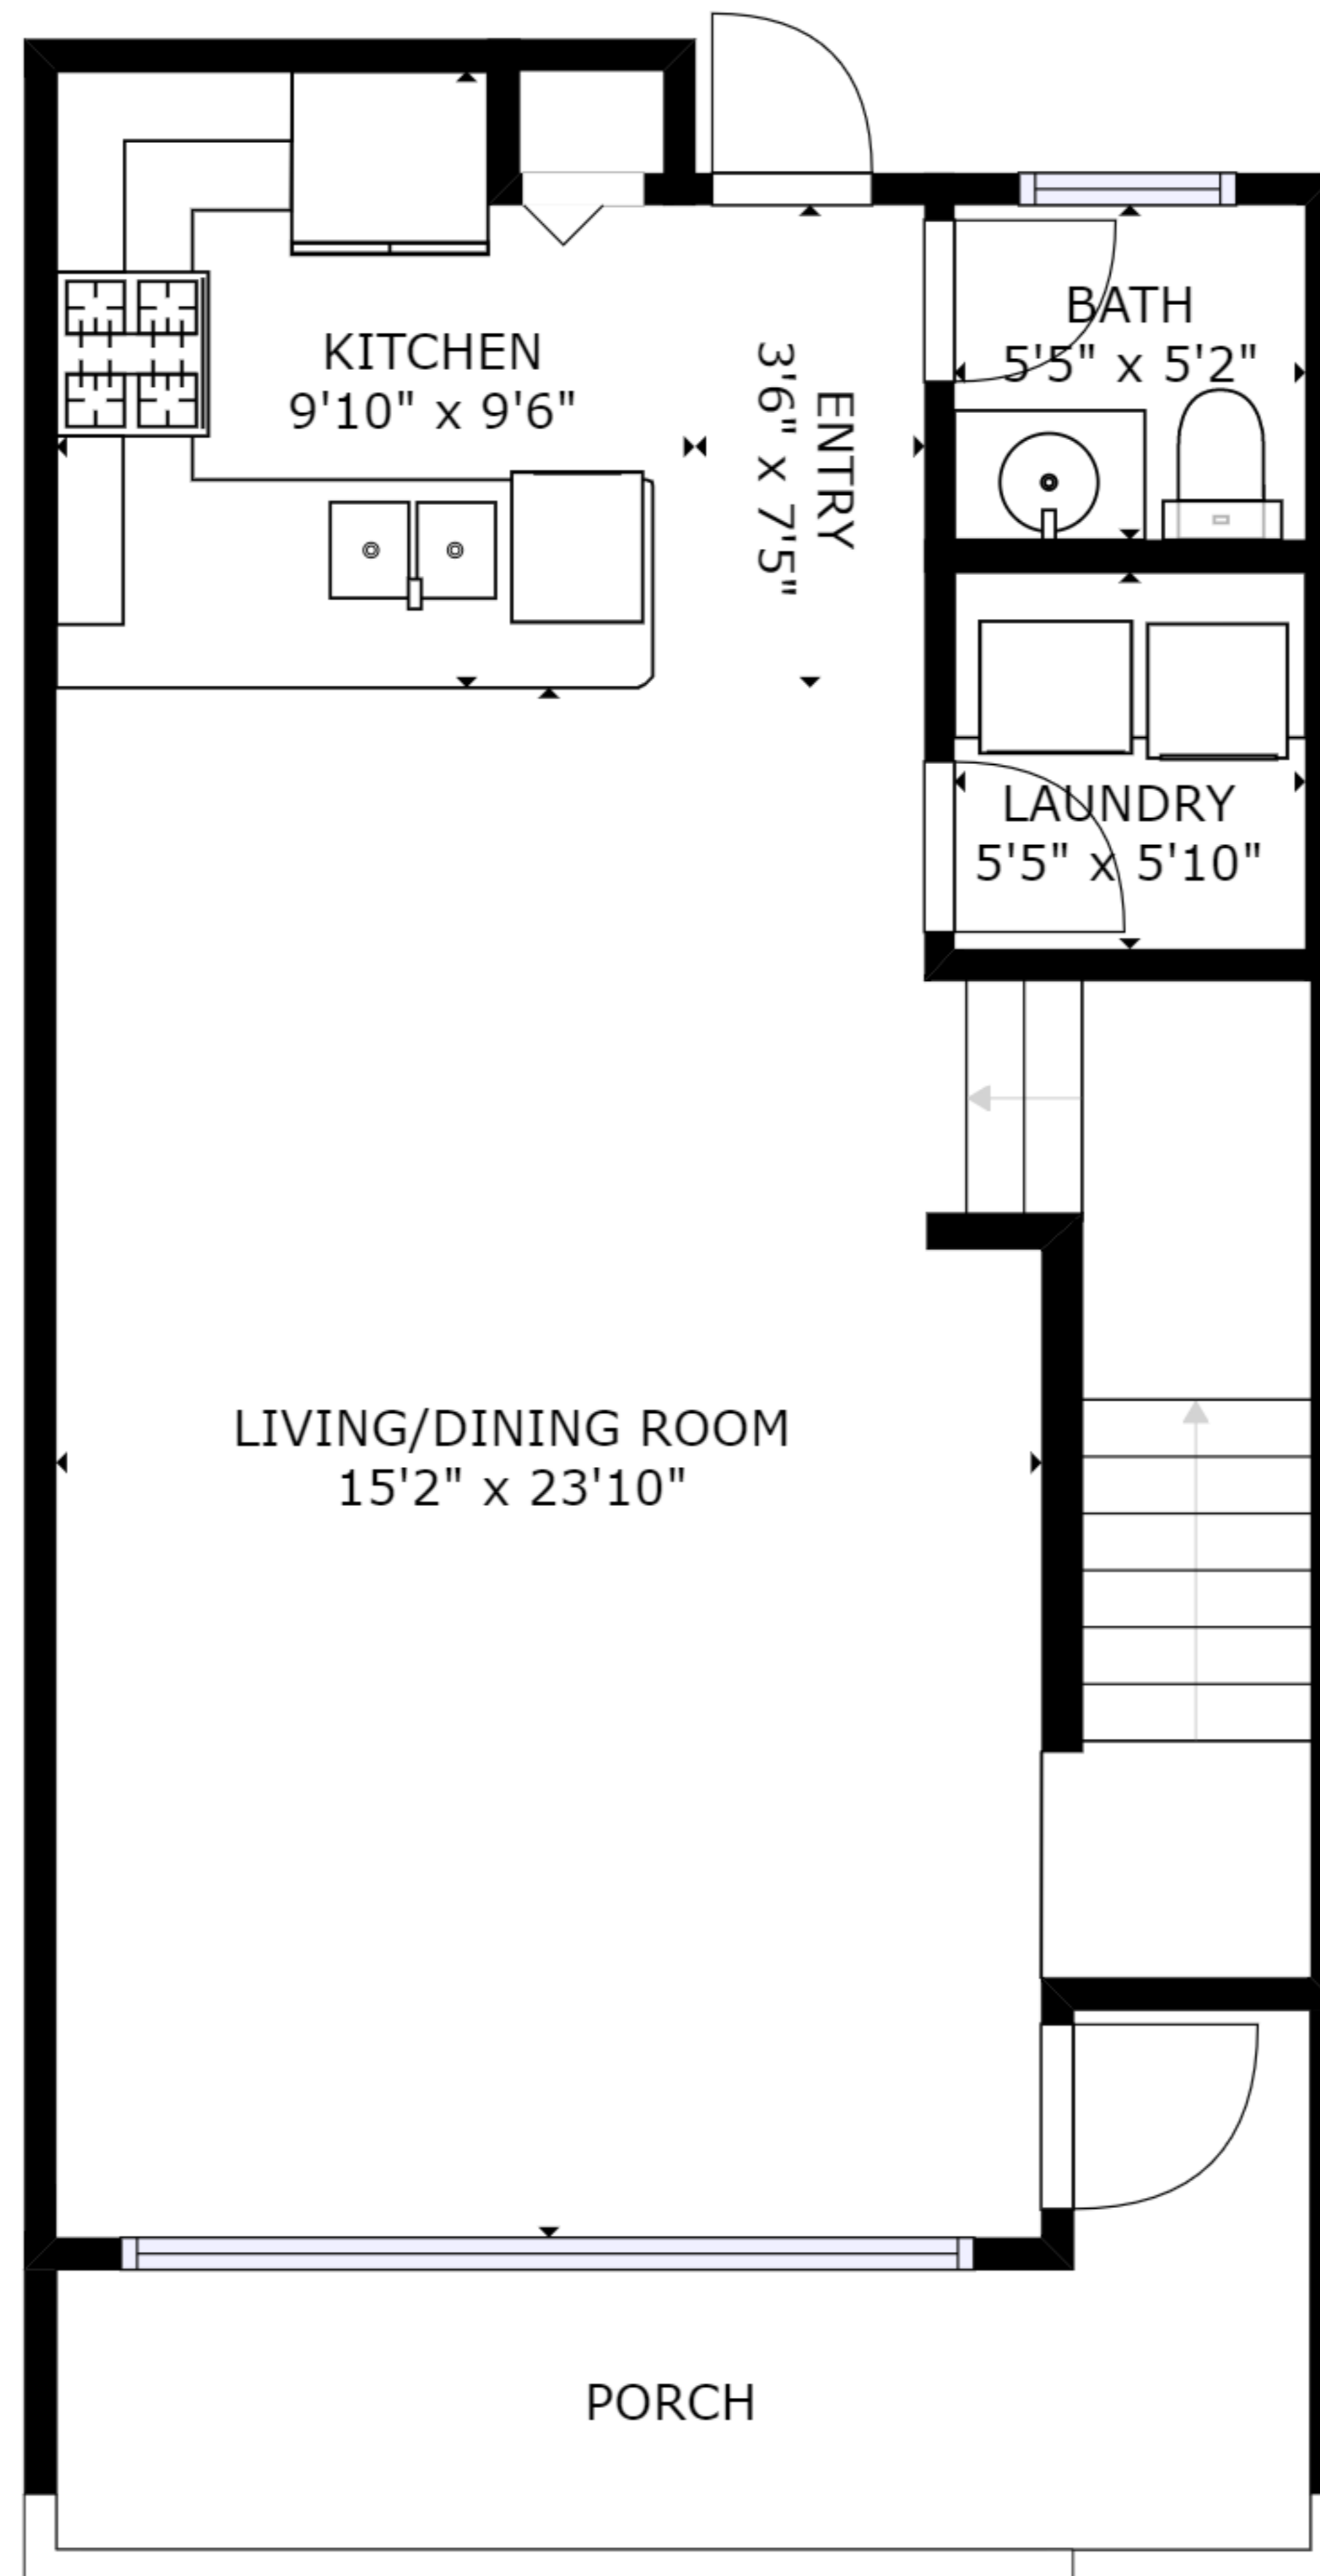 KITCHEN
9'10" x 9'6"
ENTRY
3'6" x 7'5"
BATH
5'5" x 5'2"
LAUNDRY
5'5" x 5'10"
LIVING/DINING ROOM
15'2" x 23'10"
PORCH